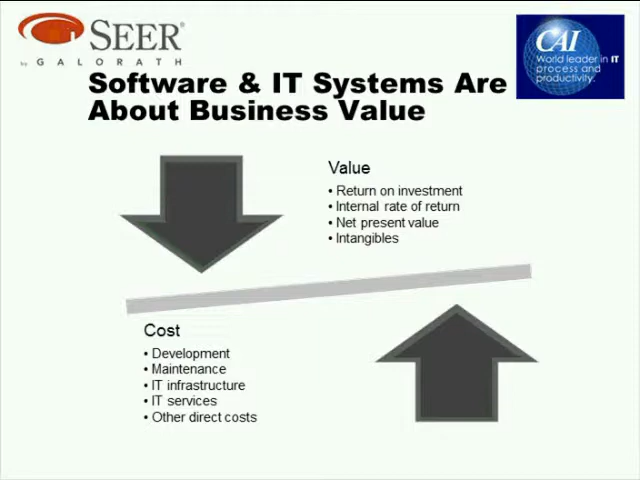 SEER®
by GALORATH
CAI
World leader in IT
process and
productivity.
Software & IT Systems Are
About Business Value
Value
• Return on investment
• Internal rate of return
• Net present value
• Intangibles
Cost
• Development
• Maintenance
• IT infrastructure
• IT services
• Other direct costs